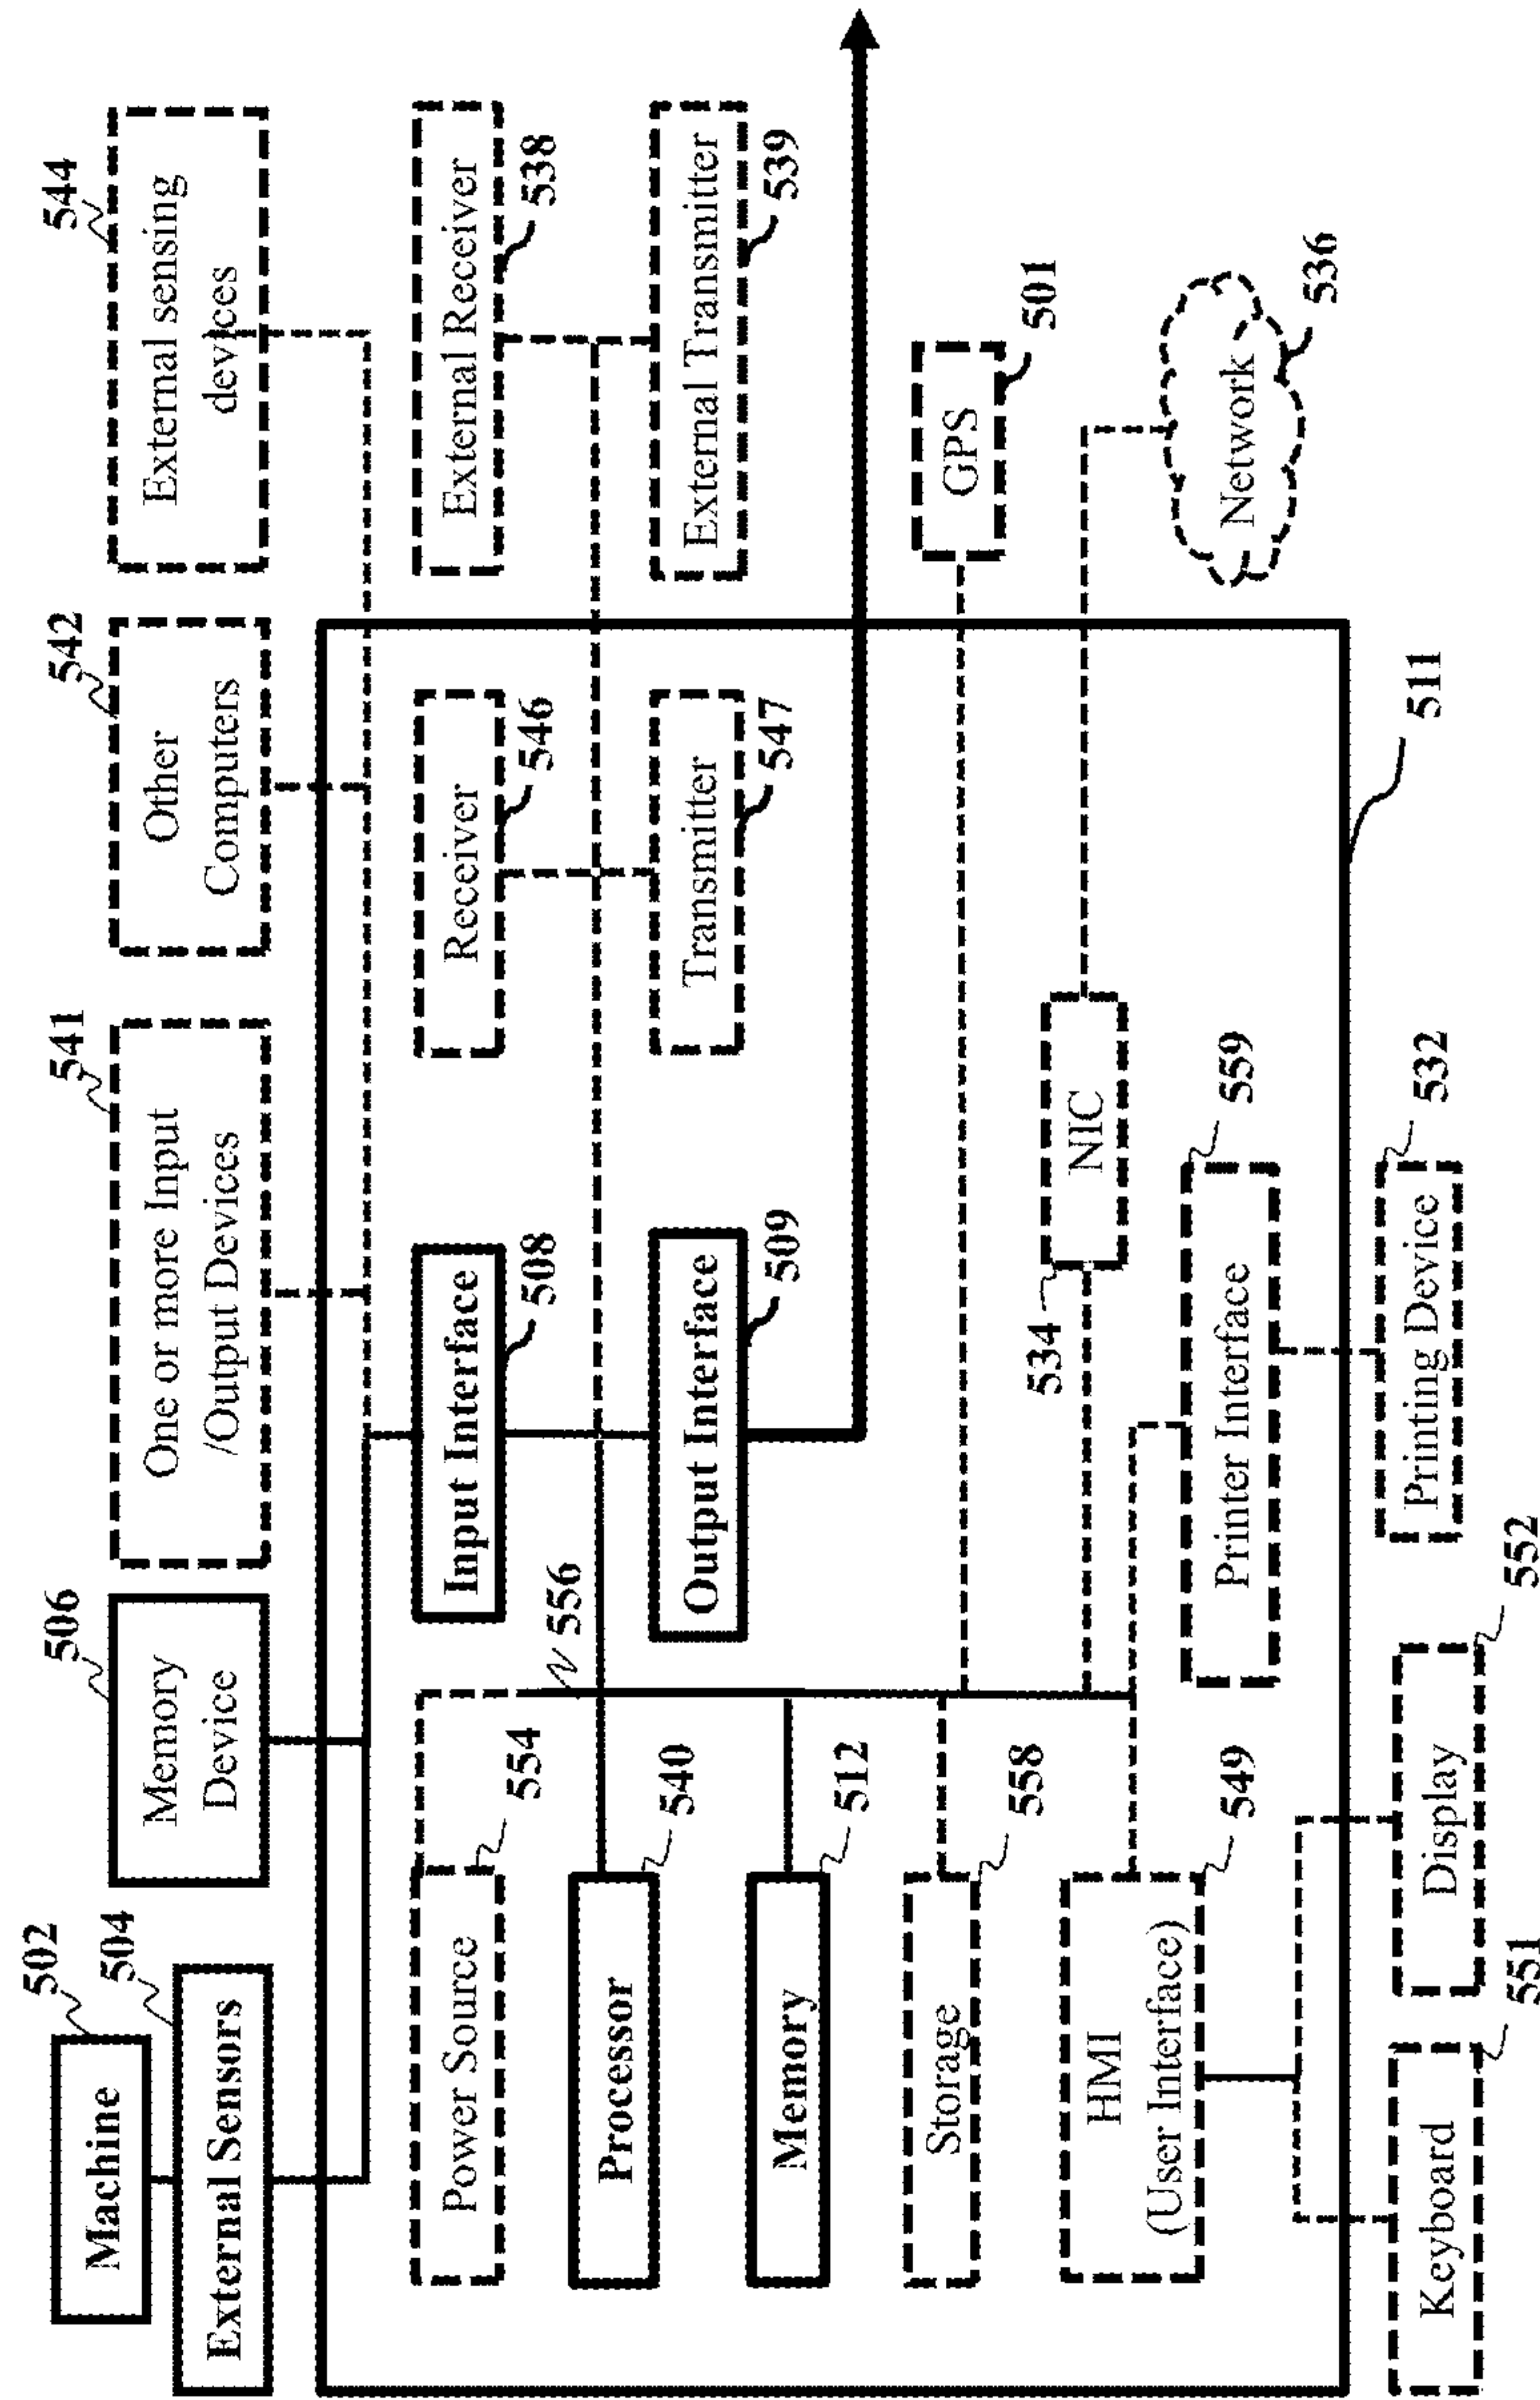 502
Machine
504
External Sensors
506
Memory
Device
541
One or more Input
/Output Devices
542
Other
Computers
544
External sensing
devices
Power Source
554
556
Input Interface
508
Receiver
546
External Receiver
538
Processor
540
Output Interface
509
Transmitter
547
External Transmitter
539
Memory
512
Storage
558
GPS
501
HMI
(User Interface)
549
534
NIC
Network
536
Printer Interface
559
511
Keyboard
551
Display
552
Printing Device
532